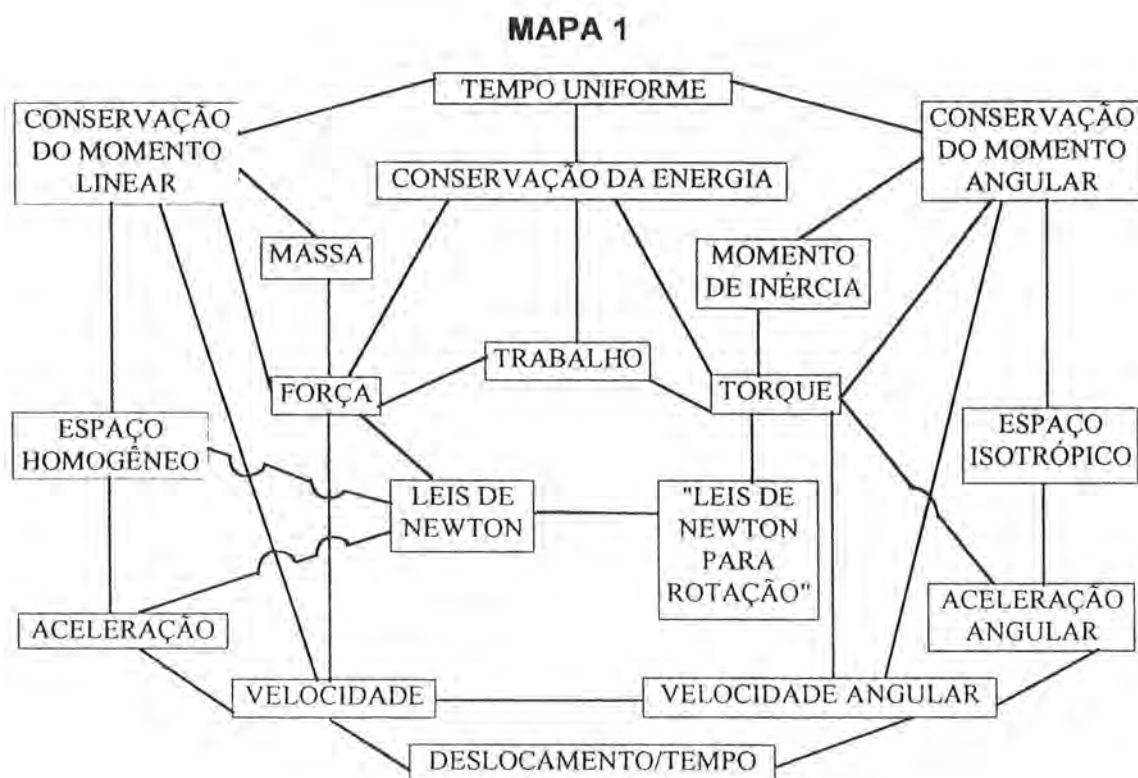 MAPA 1
TEMPO UNIFORME
CONSERVAÇÃO
DO MOMENTO
LINEAR
CONSERVAÇÃO
DO MOMENTO
ANGULAR
CONSERVAÇÃO DA ENERGIA
MASSA
MOMENTO
DE INÉRCIA
TRABALHO
FORÇA
TORQUE
ESPAÇO
HOMOGÊNEO
ESPAÇO
ISOTRÓPICO
LEIS DE
NEWTON
"LEIS DE
NEWTON
PARA
ROTAÇÃO"
ACELERAÇÃO
ACELERAÇÃO
ANGULAR
VELOCIDADE
VELOCIDADE ANGULAR
DESLOCAMENTO/TEMPO